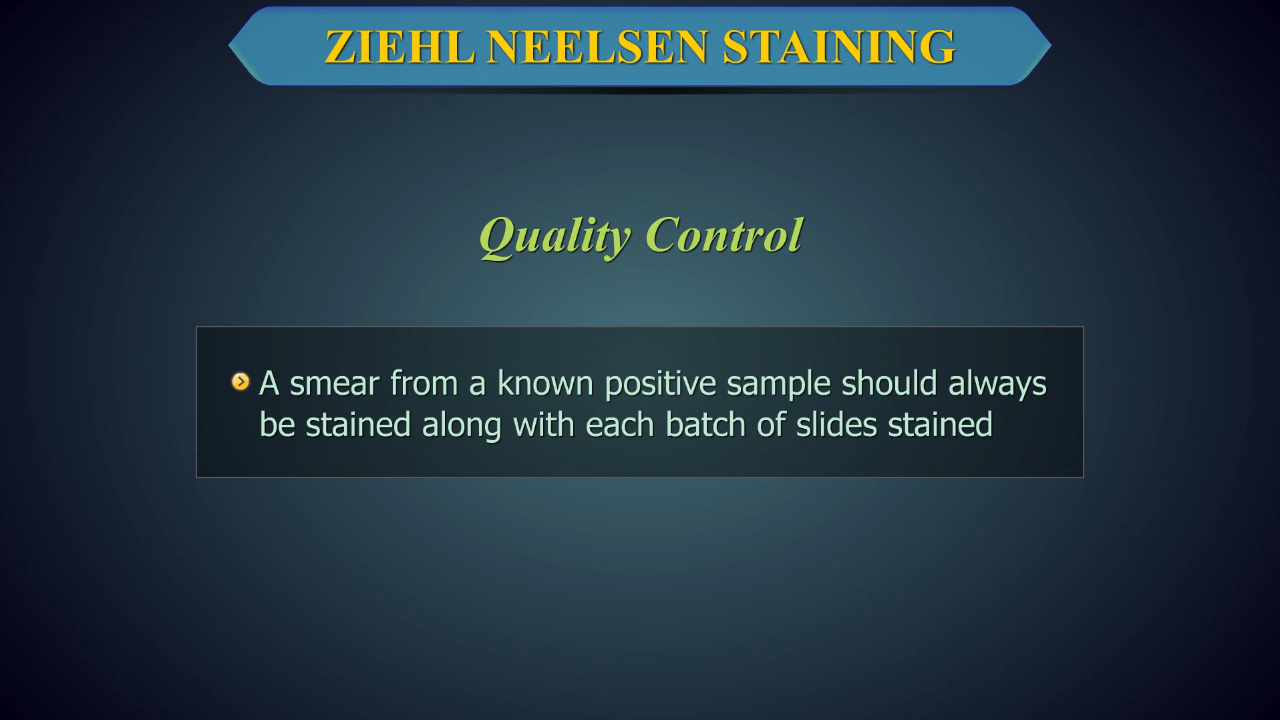 ZIEHL NEELSEN STAINING
Quality Control
A smear from a known positive sample should always
be stained along with each batch of slides stained